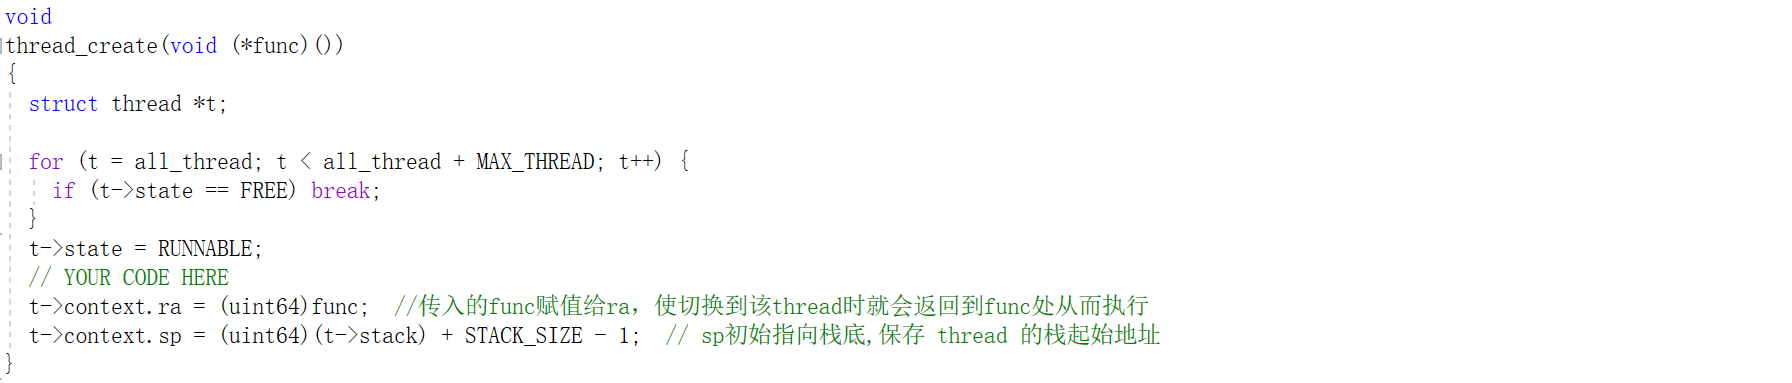 void
thread_create(void (*func)())
{
  struct thread *t;

  for (t = all_thread; t < all_thread + MAX_THREAD; t++) {
    if (t->state == FREE) break;
  }
  t->state = RUNNABLE;
  // YOUR CODE HERE
  t->context.ra = (uint64)func;  //传入的func赋值给ra，使切换到该thread时就会返回到func处从而执行
  t->context.sp = (uint64)(t->stack) + STACK_SIZE - 1;  // sp初始指向栈底,保存 thread 的栈起始地址
}